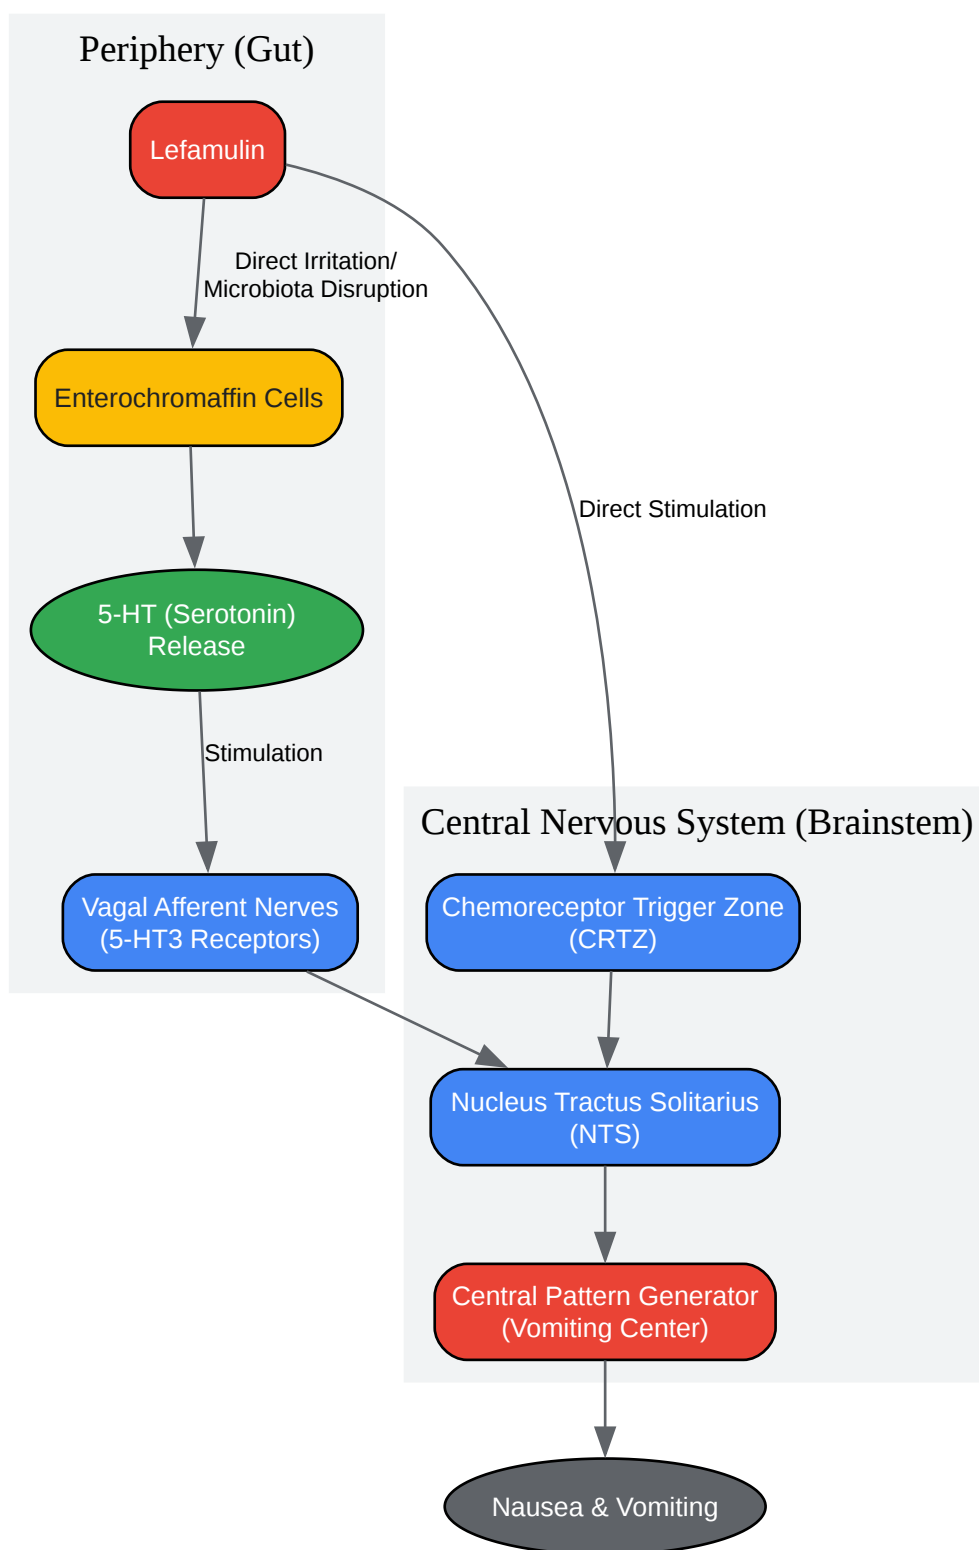 Periphery (Gut)
Lefamulin
Direct Irritation/
Microbiota Disruption
Enterochromaffin Cells
Direct Stimulation
5-HT (Serotonin)
Release
Stimulation
Central Nervous System (Brainstem)
Vagal Afferent Nerves
(5-HT3 Receptors)
Chemoreceptor Trigger Zone
(CRTZ)
Nucleus Tractus Solitarius
(NTS)
Central Pattern Generator
(Vomiting Center)
Nausea & Vomiting